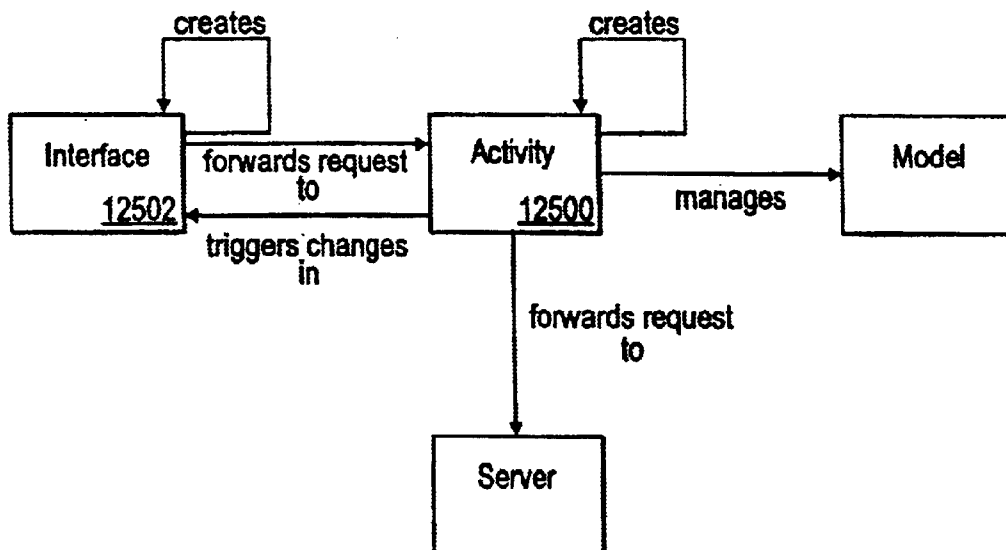 creates
creates
Interface
12502
forwards request
to
triggers changes
in
Activity
12500
manages
Model
forwards request
to
Server